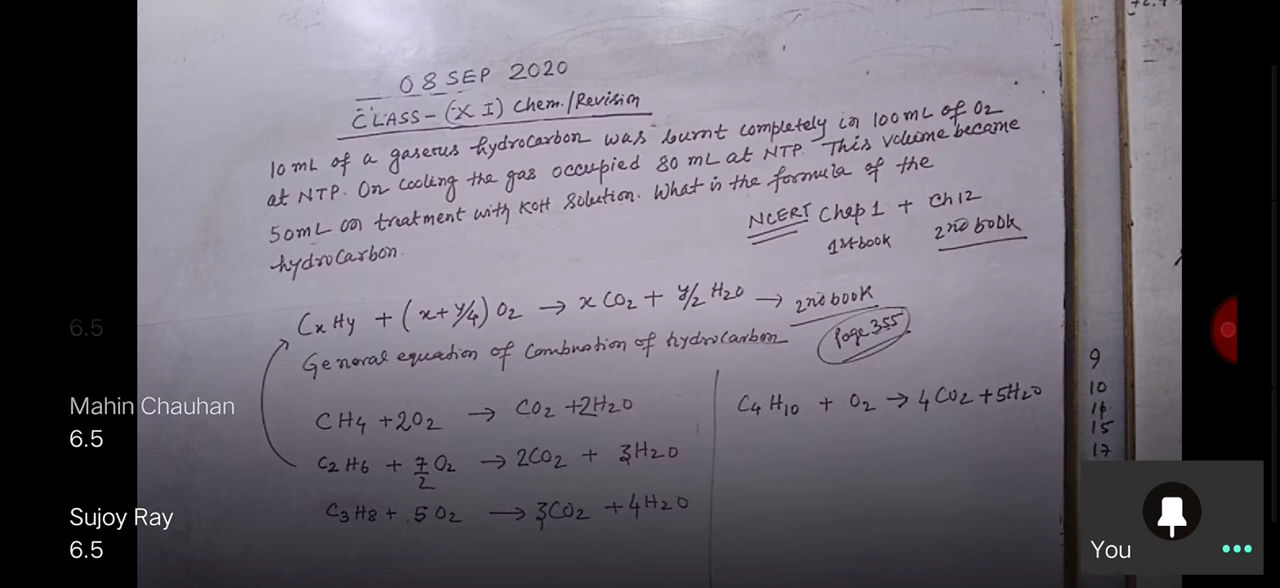 08 SEP 2020
CLASS - (XI) Chem./Revision
10 mL of a gaseous hydrocarbon was burnt completely in 100 mL of O2
at NTP. On cooling the gas occupied 80 mL at NTP. This volume became
50 mL on treatment with KOH Solution. What is the formula of the
hydrocarbon.
NCERT Chap 1 + Ch 12
1st book 2nd book
CxHy + (x+y/4) O2 → x CO2 + y/2 H2O → 2nd book
General equation of Combustion of hydrocarbon
Page 355
CH4 + 2O2 → CO2 + 2H2O
C2H6 + 7/2 O2 → 2CO2 + 3H2O
C3H8 + 5O2 → 3CO2 + 4H2O
C4H10 + O2 → 4CO2 + 5H2O
9
10
15
17
6.5
Mahin Chauhan
6.5
Sujoy Ray
6.5
You